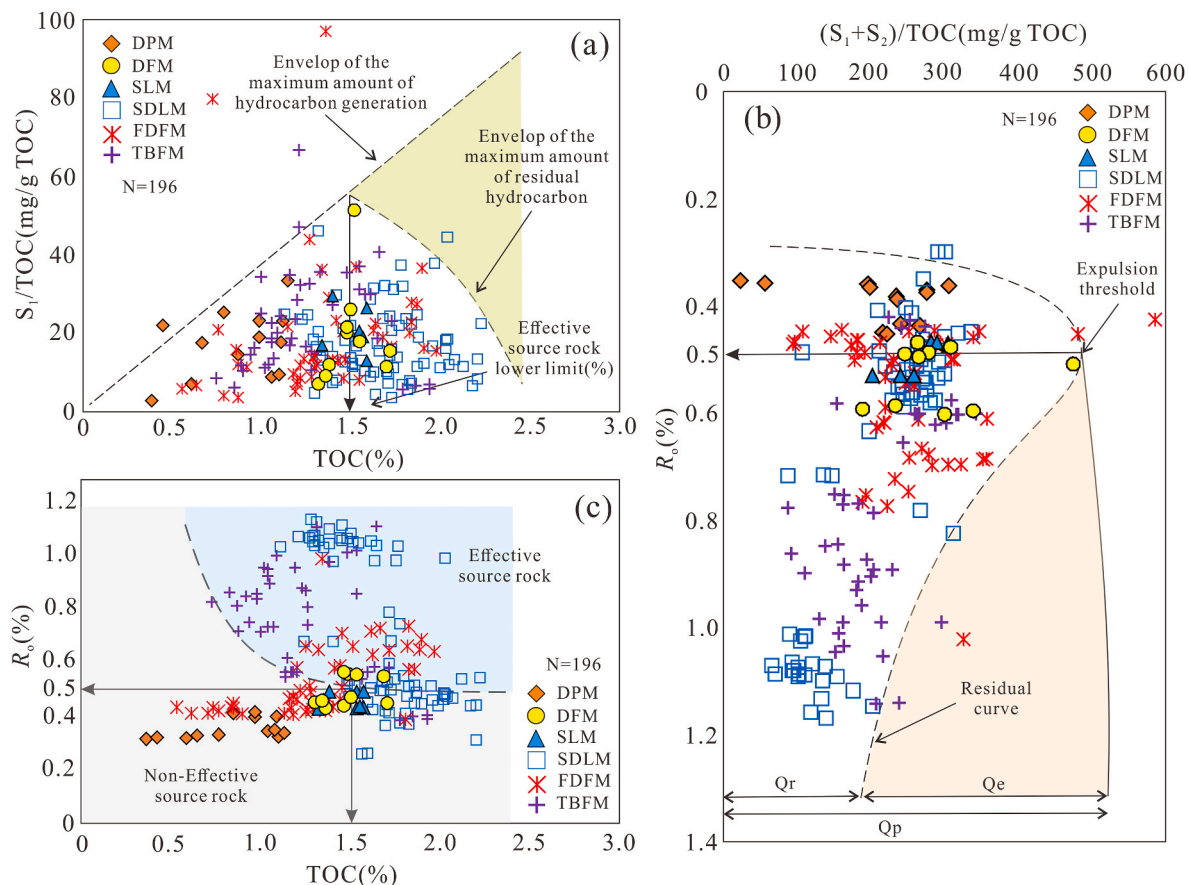 (a)
S₁/TOC(mg/g TOC)
100
80
60
40
20
0
0.5
1.0
1.5
2.0
2.5
3.0
TOC(%)
DPM
DFM
SLM
SDLM
FDFM
TBFM
N=196
Envelop of the
maximum amount of
hydrocarbon generation
Envelop of the
maximum amount
of residual
hydrocarbon
Effective
source rock
lower limit(%)
(S₁+S₂)/TOC(mg/g TOC)
0
100
200
300
400
500
600
(b)
Rₒ(%)
0
0.2
0.4
0.5
0.6
0.8
1.0
1.2
1.4
N=196
DPM
DFM
SLM
SDLM
FDFM
TBFM
Expulsion
threshold
Residual
curve
Qr
Qe
Qp
(c)
Rₒ(%)
1.2
1.0
0.8
0.6
0.5
0.4
0.2
0
0
0.5
1.0
1.5
2.0
2.5
3.0
TOC(%)
Effective
source rock
Non-Effective
source rock
N=196
DPM
DFM
SLM
SDLM
FDFM
TBFM